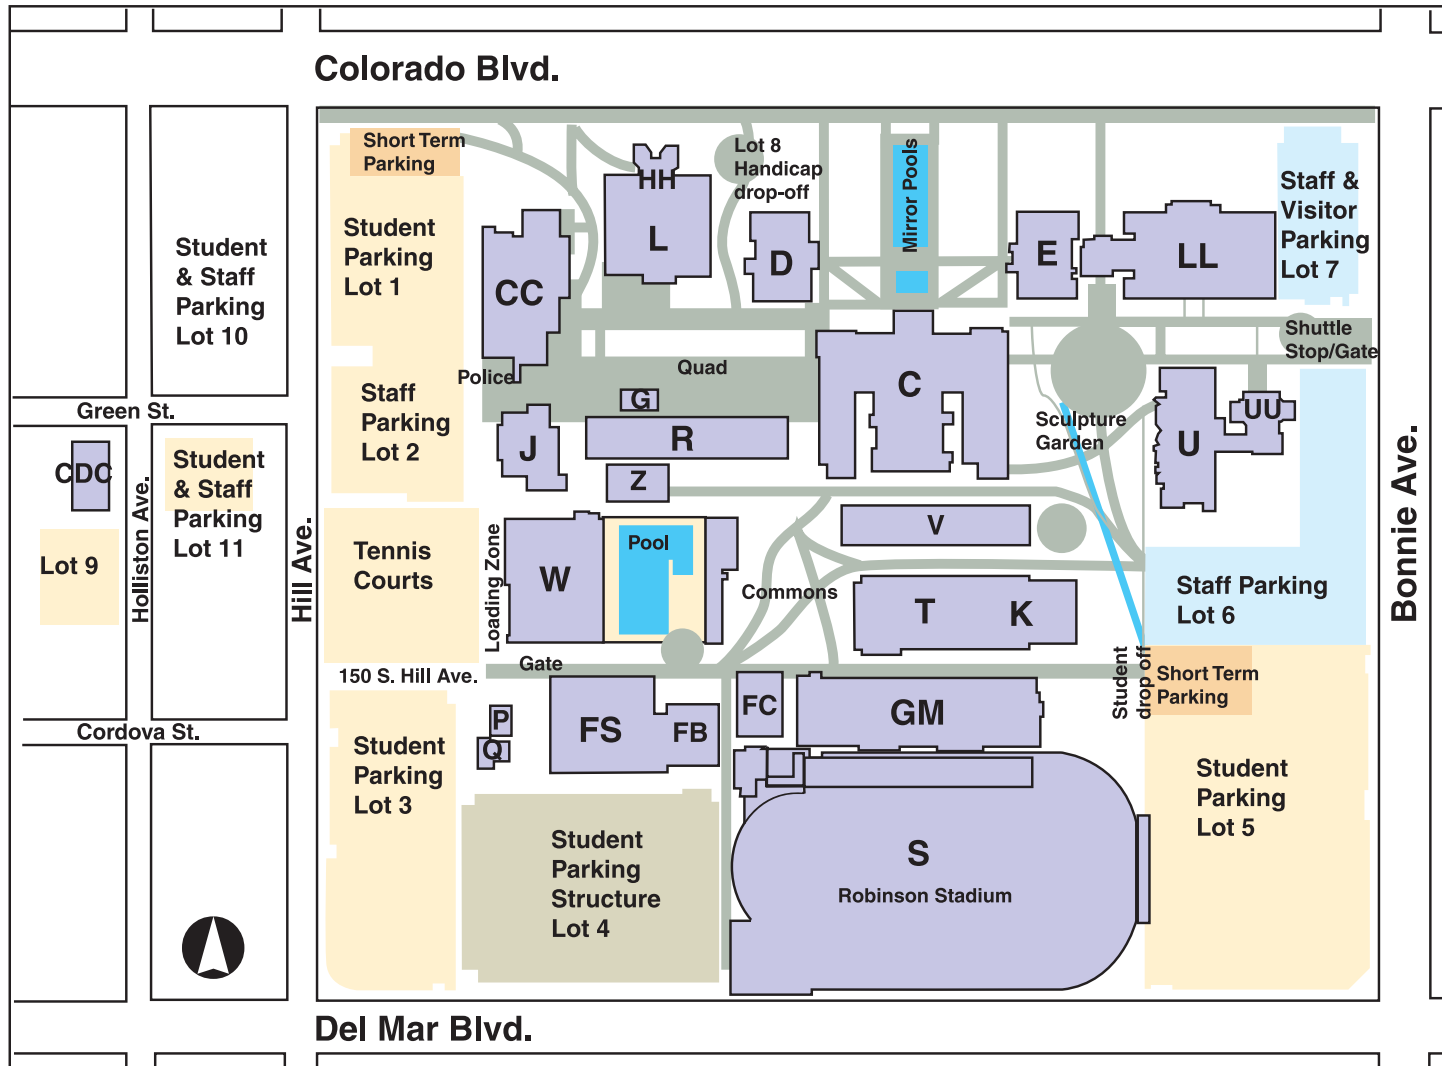 Colorado Blvd.
Short Term
Parking
HH
Lot 8
Handicap
drop-off
Mirror Pools
Staff &
Visitor
Parking
Lot 7
Student
Parking
Lot 1
Student
& Staff
Parking
Lot 10
L
D
E
LL
CC
Shuttle
Stop/Gate
Quad
Police
C
Staff
Parking
Lot 2
G
Green St.
Sculpture
Garden
UU
J
R
U
CDC
Student
& Staff
Parking
Lot 11
Z
Holliston Ave.
Hill Ave.
Bonnie Ave.
V
Tennis
Courts
Loading Zone
Pool
W
Lot 9
Commons
T
K
Staff Parking
Lot 6
Gate
150 S. Hill Ave.
Student
drop off
Short Term
Parking
P
Q
FS
FB
FC
GM
Cordova St.
Student
Parking
Lot 3
Student
Parking
Lot 5
Student
Parking
Structure
Lot 4
S
Robinson Stadium
Del Mar Blvd.